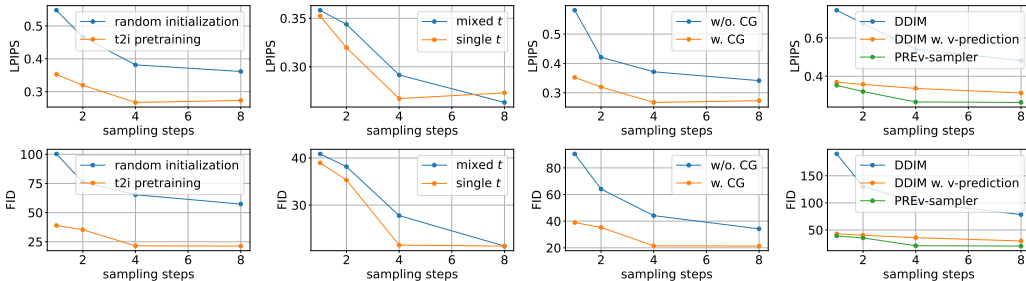 LPIPS
0.5
0.4
0.3
random initialization
t2i pretraining
2
4
6
8
sampling steps
LPIPS
0.35
0.30
mixed t
single t
2
4
6
8
sampling steps
LPIPS
0.5
0.4
0.3
w/o. CG
w. CG
2
4
6
8
sampling steps
LPIPS
0.6
0.4
DDIM
DDIM w. v-prediction
PREv-sampler
2
4
6
8
sampling steps
FID
100
75
50
25
random initialization
t2i pretraining
2
4
6
8
sampling steps
FID
40
30
mixed t
single t
2
4
6
8
sampling steps
FID
80
60
40
20
w/o. CG
w. CG
2
4
6
8
sampling steps
FID
150
100
50
DDIM
DDIM w. v-prediction
PREv-sampler
2
4
6
8
sampling steps